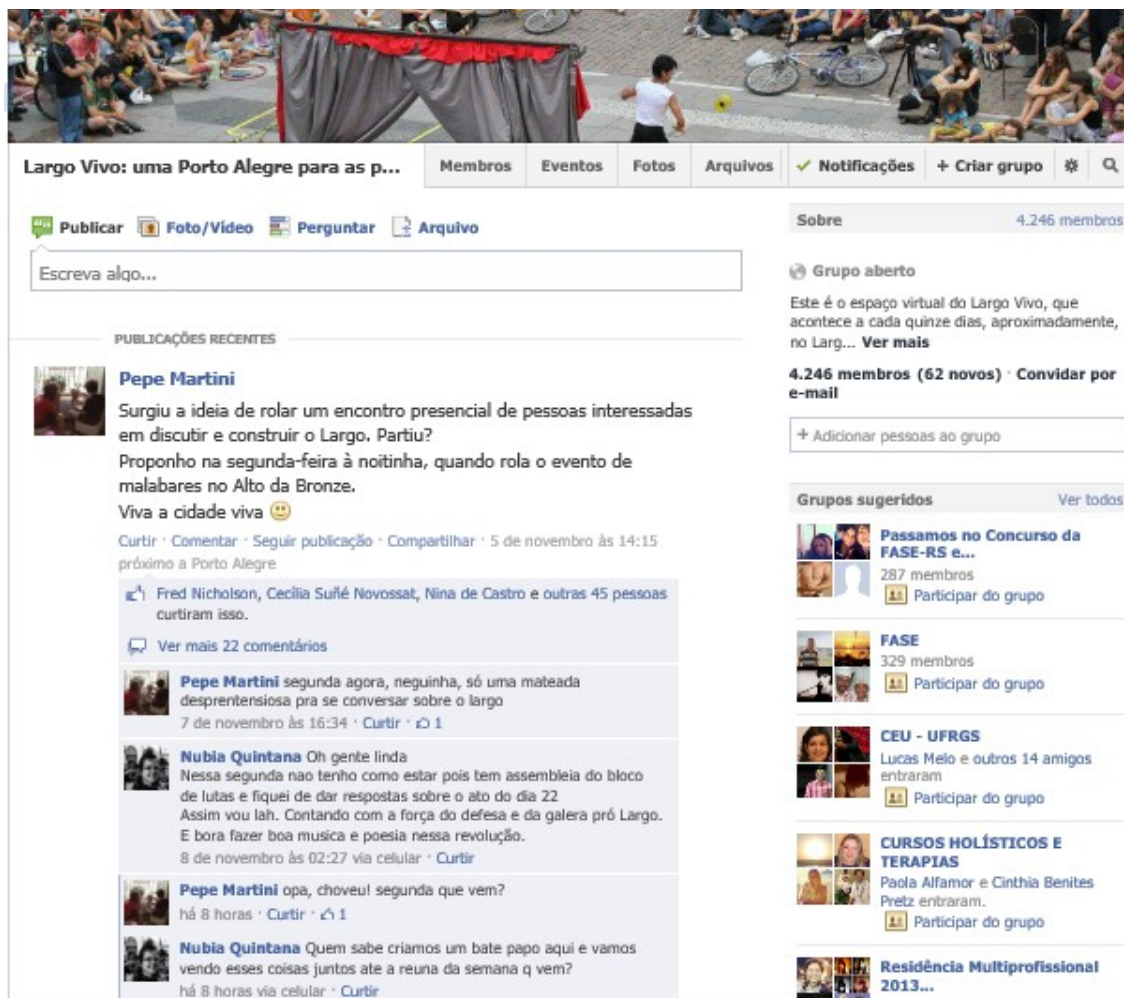 Largo Vivo: uma Porto Alegre para as p...
Membros
Eventos
Fotos
Arquivos
Notificações
+ Criar grupo
Publicar
Foto/Vídeo
Perguntar
Arquivo
Escreva algo...
PUBLICAÇÕES RECENTES
Pepe Martini
Surgiu a ideia de rolar um encontro presencial de pessoas interessadas
em discutir e construir o Largo. Partiu?
Proponho na segunda-feira à noitinha, quando rola o evento de
malabares no Alto da Bronze.
Viva a cidade viva
Curtir · Comentar · Seguir publicação · Compartilhar · 5 de novembro às 14:15
próximo a Porto Alegre
Fred Nicholson, Cecília Suñé Novossat, Nina de Castro e outras 45 pessoas
curtiram isso.
Ver mais 22 comentários
Pepe Martini segunda agora, neguinha, só uma mateada
desprentensiosa pra se conversar sobre o largo
7 de novembro às 16:34 · Curtir · 1
Nubia Quintana Oh gente linda
Nessa segunda nao tenho como estar pois tem assembleia do bloco
de lutas e fiquei de dar respostas sobre o ato do dia 22
Assim vou lah. Contando com a força do defesa e da galera pró Largo.
E bora fazer boa musica e poesia nessa revolução.
8 de novembro às 02:27 via celular · Curtir
Pepe Martini opa, choveu! segunda que vem?
há 8 horas · Curtir · 1
Nubia Quintana Quem sabe criamos um bate papo aqui e vamos
vendo esses coisas juntos ate a reuna da semana q vem?
há 8 horas via celular · Curtir
Sobre
4.246 membros
Grupo aberto
Este é o espaço virtual do Largo Vivo, que
acontece a cada quinze dias, aproximadamente,
no Larg... Ver mais
4.246 membros (62 novos) · Convidar por
e-mail
+ Adicionar pessoas ao grupo
Grupos sugeridos
Ver todos
Passamos no Concurso da
FASE-RS e...
287 membros
Participar do grupo
FASE
329 membros
Participar do grupo
CEU - UFRGS
Lucas Melo e outros 14 amigos
entraram
Participar do grupo
CURSOS HOLÍSTICOS E
TERAPIAS
Paola Alfamor e Cinthia Benites
Pretz entraram.
Participar do grupo
Residência Multiprofissional
2013...